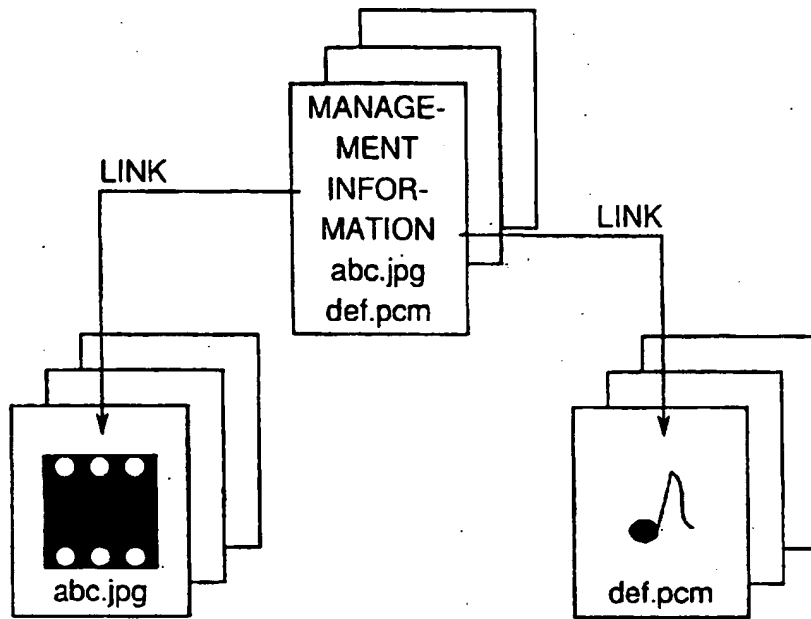 MANAGE-
MENT
INFOR-
MATION
abc.jpg
def.pcm
LINK
LINK
abc.jpg
def.pcm